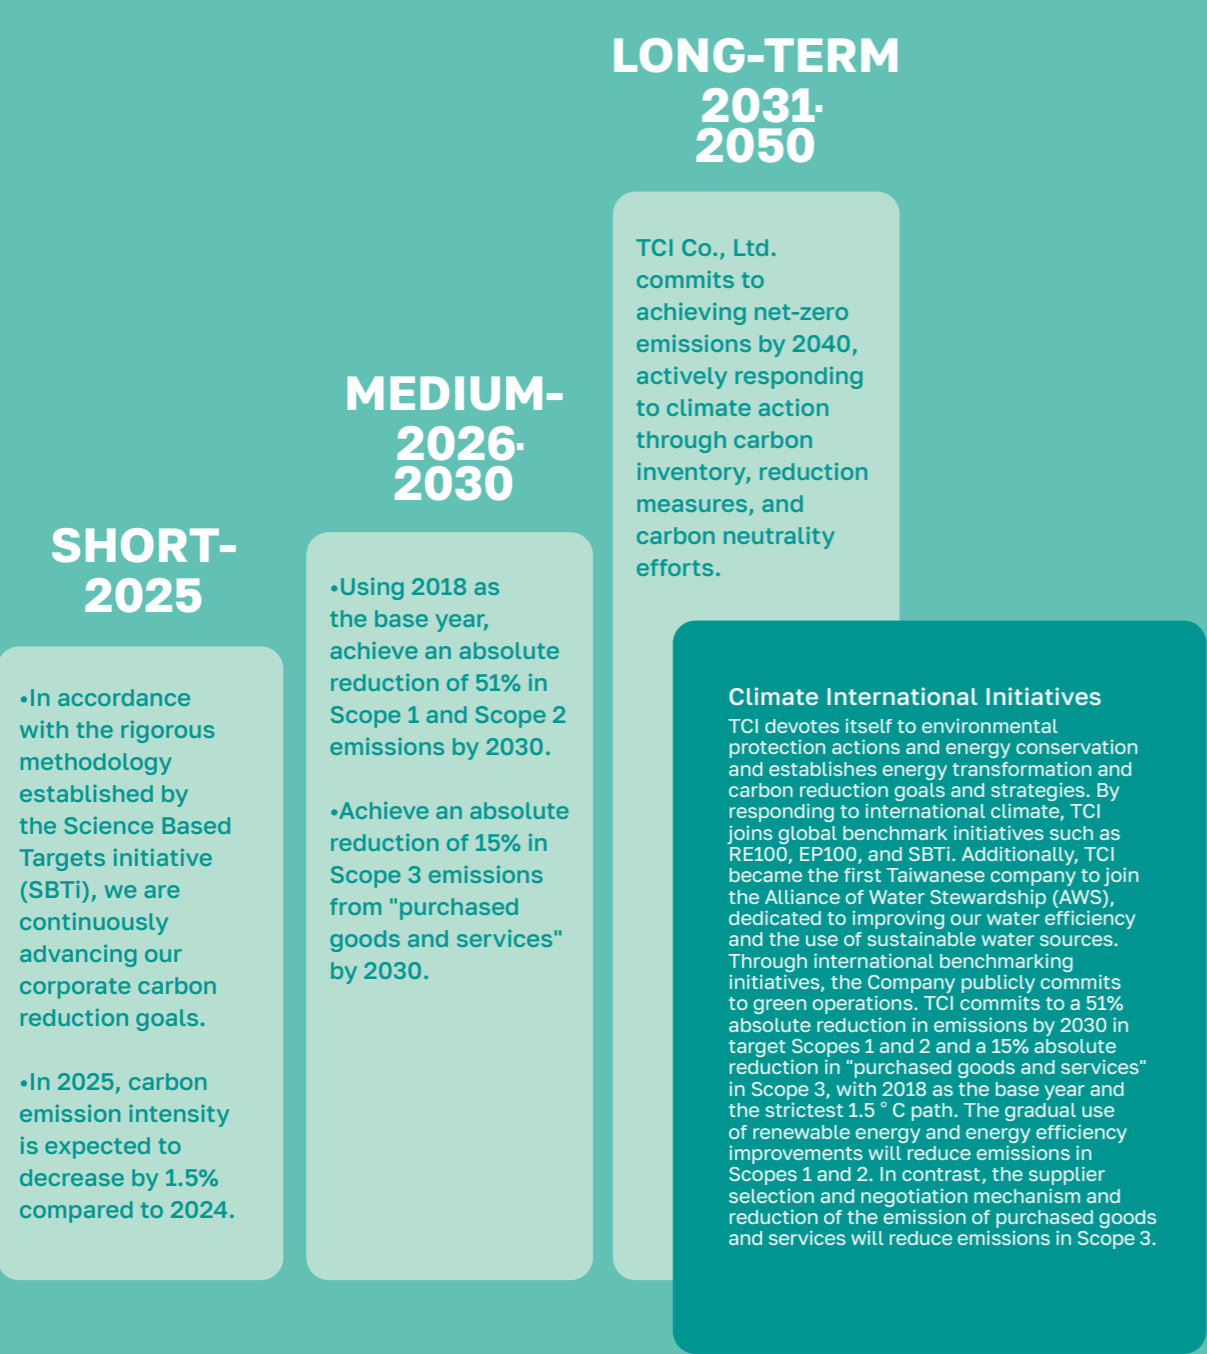 SHORT-
2025
•In accordance
with the rigorous
methodology
established by
the Science Based
Targets initiative
(SBTi), we are
continuously
advancing our
corporate carbon
reduction goals.
•In 2025, carbon
emission intensity
is expected to
decrease by 1.5%
compared to 2024.
MEDIUM-
2026-
2030
•Using 2018 as
the base year,
achieve an absolute
reduction of 51% in
Scope 1 and Scope 2
emissions by 2030.
•Achieve an absolute
reduction of 15% in
Scope 3 emissions
from "purchased
goods and services"
by 2030.
LONG-TERM
2031-
2050
TCI Co., Ltd.
commits to
achieving net-zero
emissions by 2040,
actively responding
to climate action
through carbon
inventory, reduction
measures, and
carbon neutrality
efforts.
Climate International Initiatives
TCI devotes itself to environmental
protection actions and energy conservation
and establishes energy transformation and
carbon reduction goals and strategies. By
responding to international climate, TCI
joins global benchmark initiatives such as
RE100, EP100, and SBTi. Additionally, TCI
became the first Taiwanese company to join
the Alliance of Water Stewardship (AWS),
dedicated to improving our water efficiency
and the use of sustainable water sources.
Through international benchmarking
initiatives, the Company publicly commits
to green operations. TCI commits to a 51%
absolute reduction in emissions by 2030 in
target Scopes 1 and 2 and a 15% absolute
reduction in "purchased goods and services"
in Scope 3, with 2018 as the base year and
the strictest 1.5 ° C path. The gradual use
of renewable energy and energy efficiency
improvements will reduce emissions in
Scopes 1 and 2. In contrast, the supplier
selection and negotiation mechanism and
reduction of the emission of purchased goods
and services will reduce emissions in Scope 3.